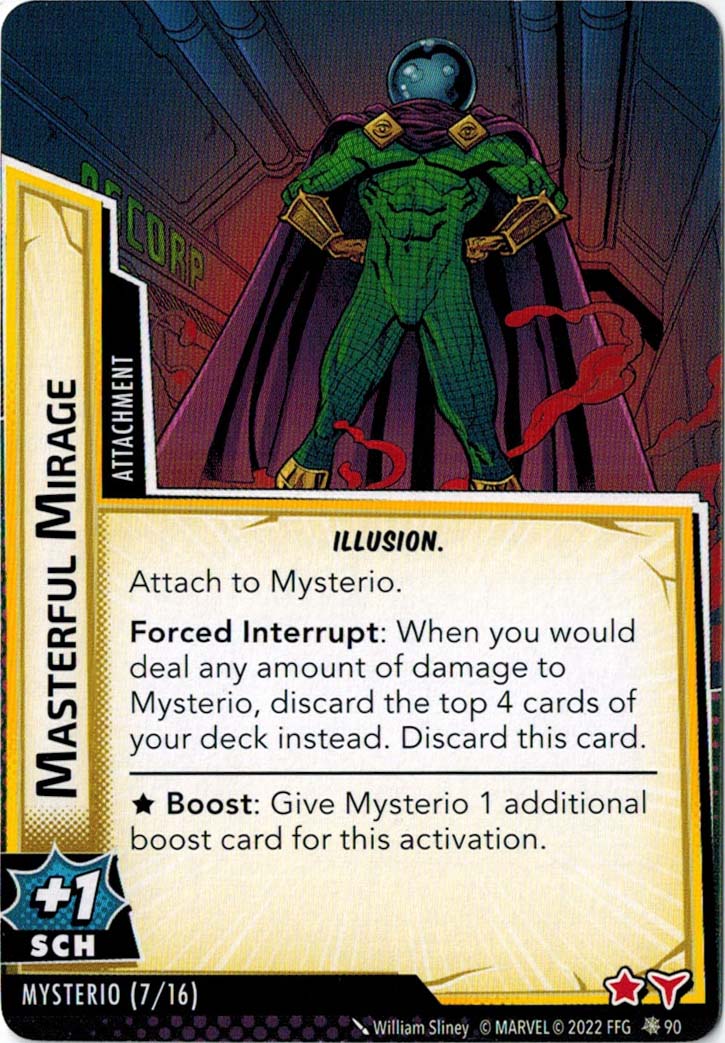 OSCORP
MASTERFUL MIRAGE
ATTACHMENT
ILLUSION.
Attach to Mysterio.
Forced Interrupt: When you would
deal any amount of damage to
Mysterio, discard the top 4 cards of
your deck instead. Discard this card.
★ Boost: Give Mysterio 1 additional
boost card for this activation.
+1
SCH
MYSTERIO (7/16)
William Sliney © MARVEL © 2022 FFG 90